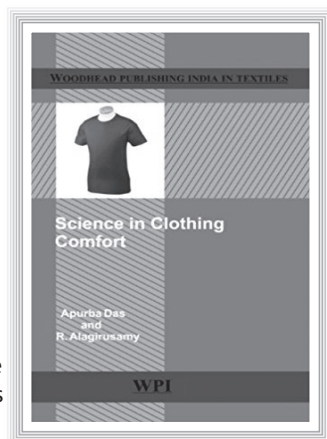 WOODHEAD PUBLISHING INDIA IN TEXTILES
Science in Clothing
Comfort
Apurba Das
and
R. Alagirusamy
WPI